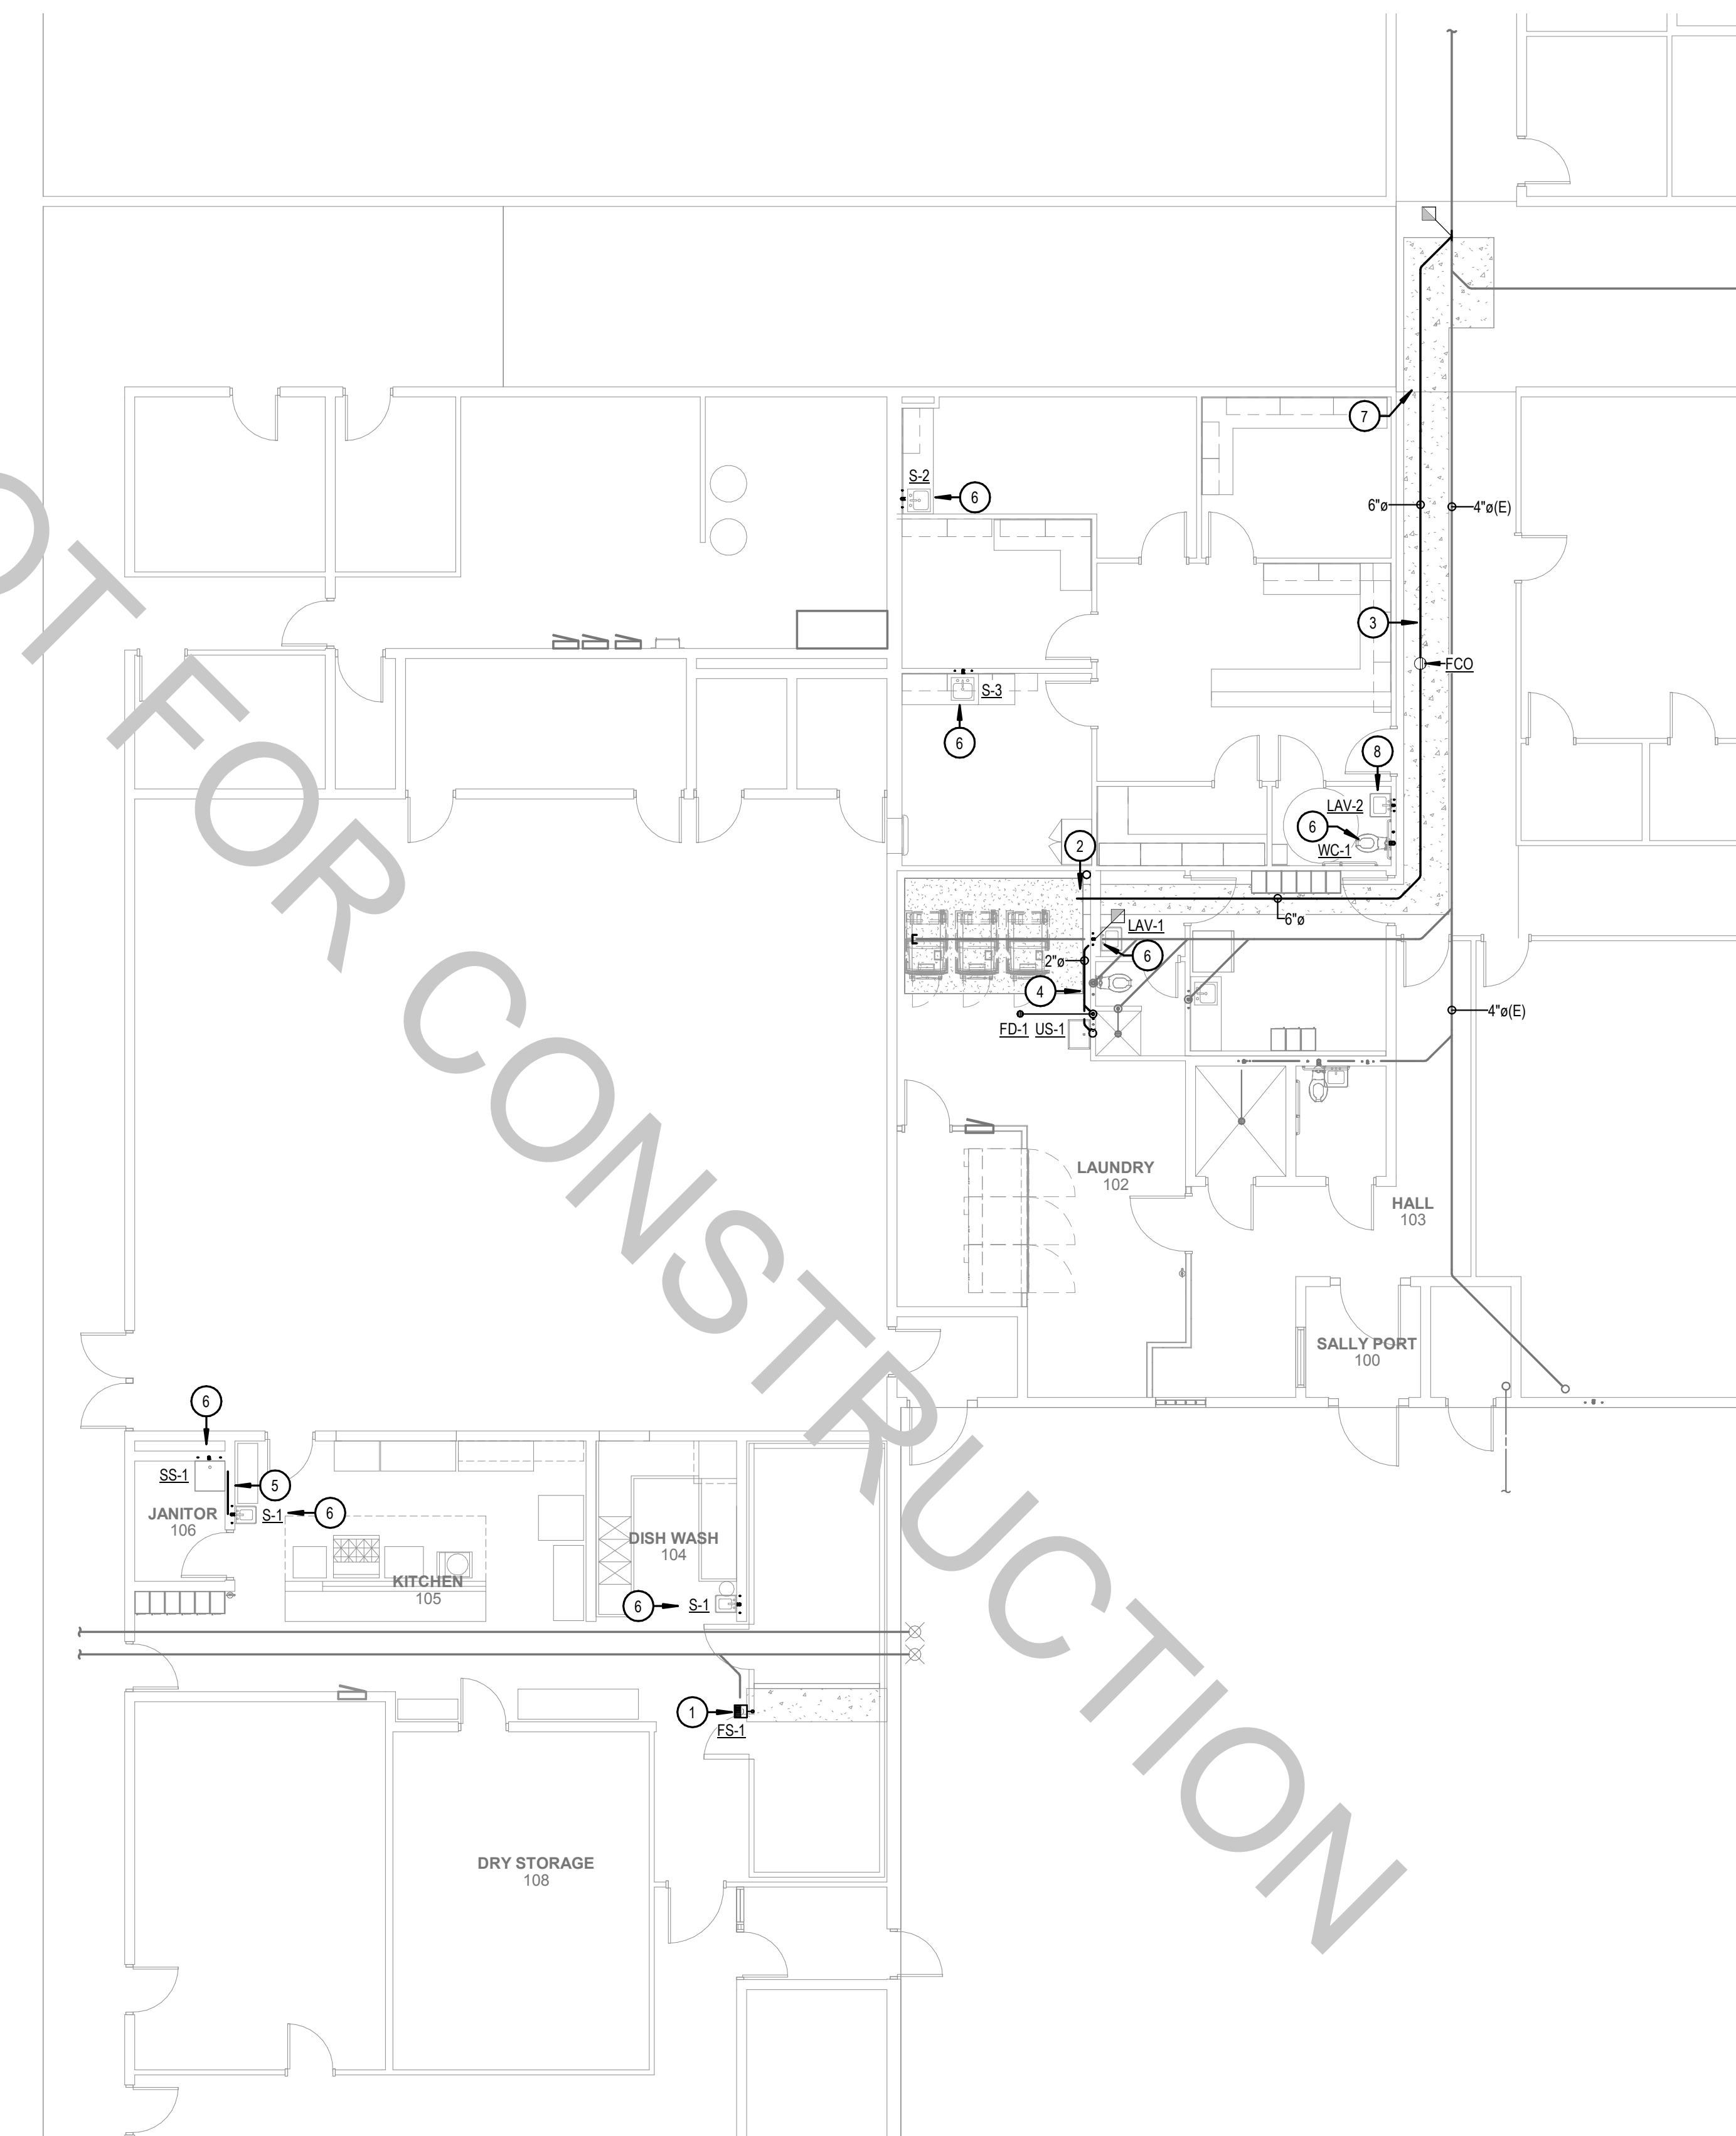 OT FOR CONSTRUCTION
7
S-2
6
6"ø
4"ø(E)
3
FCO
S-3
6
8
LAV-2
6
WC-1
2
6"ø
LAV-1
6
2"ø
4
FD-1 US-1
4"ø(E)
LAUNDRY
102
HALL
103
SALLY PORT
100
6
SS-1
5
JANITOR
106
S-1
6
DISH WASH
104
KITCHEN
105
6
S-1
1
FS-1
DRY STORAGE
108